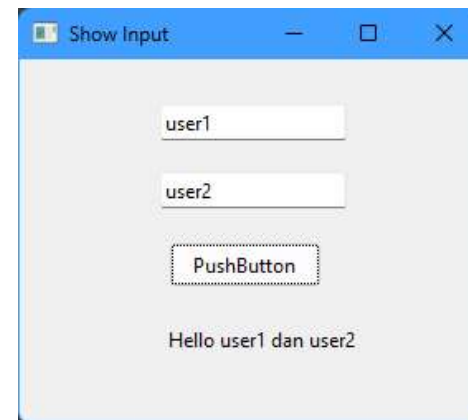 Show Input
user1
user2
PushButton
Hello user1 dan user2